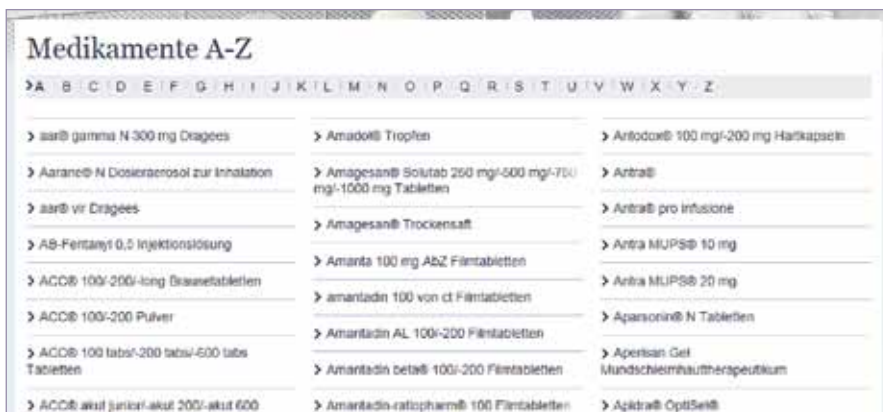 Medikamente A-Z
A B C D E F G H I J K L M N O P Q R S T U V W X Y Z
aar® gamma N 300 mg Dragees
Aarane® N Dosieraerosol zur Inhalation
aar® vir Dragees
AB-Fentanyl 0,5 Injektionslösung
ACC® 100/-200/-long Brausetabletten
ACC® 100/-200 Pulver
ACC® 100 tabs/-200 tabs/-600 tabs
Tabletten
ACC® akut junior/-akut 200/-akut 600
Amadol® Tropfen
Amagesan® Solutab 250 mg/-500 mg/-750
mg/-1000 mg Tabletten
Amagesan® Trockensaft
Amanta 100 mg AbZ Filmtabletten
amantadin 100 von ct Filmtabletten
Amantadin AL 100/-200 Filmtabletten
Amantadin beta® 100/-200 Filmtabletten
Amantadin-ratiopharm® 100 Filmtabletten
Antodox® 100 mg/-200 mg Hartkapseln
Antra®
Antra® pro infusione
Antra MUPS® 10 mg
Antra MUPS® 20 mg
Aparsonin® N Tabletten
Aperisan Gel
Mundschleimhauttherapeutikum
Apidra® OptiSet®